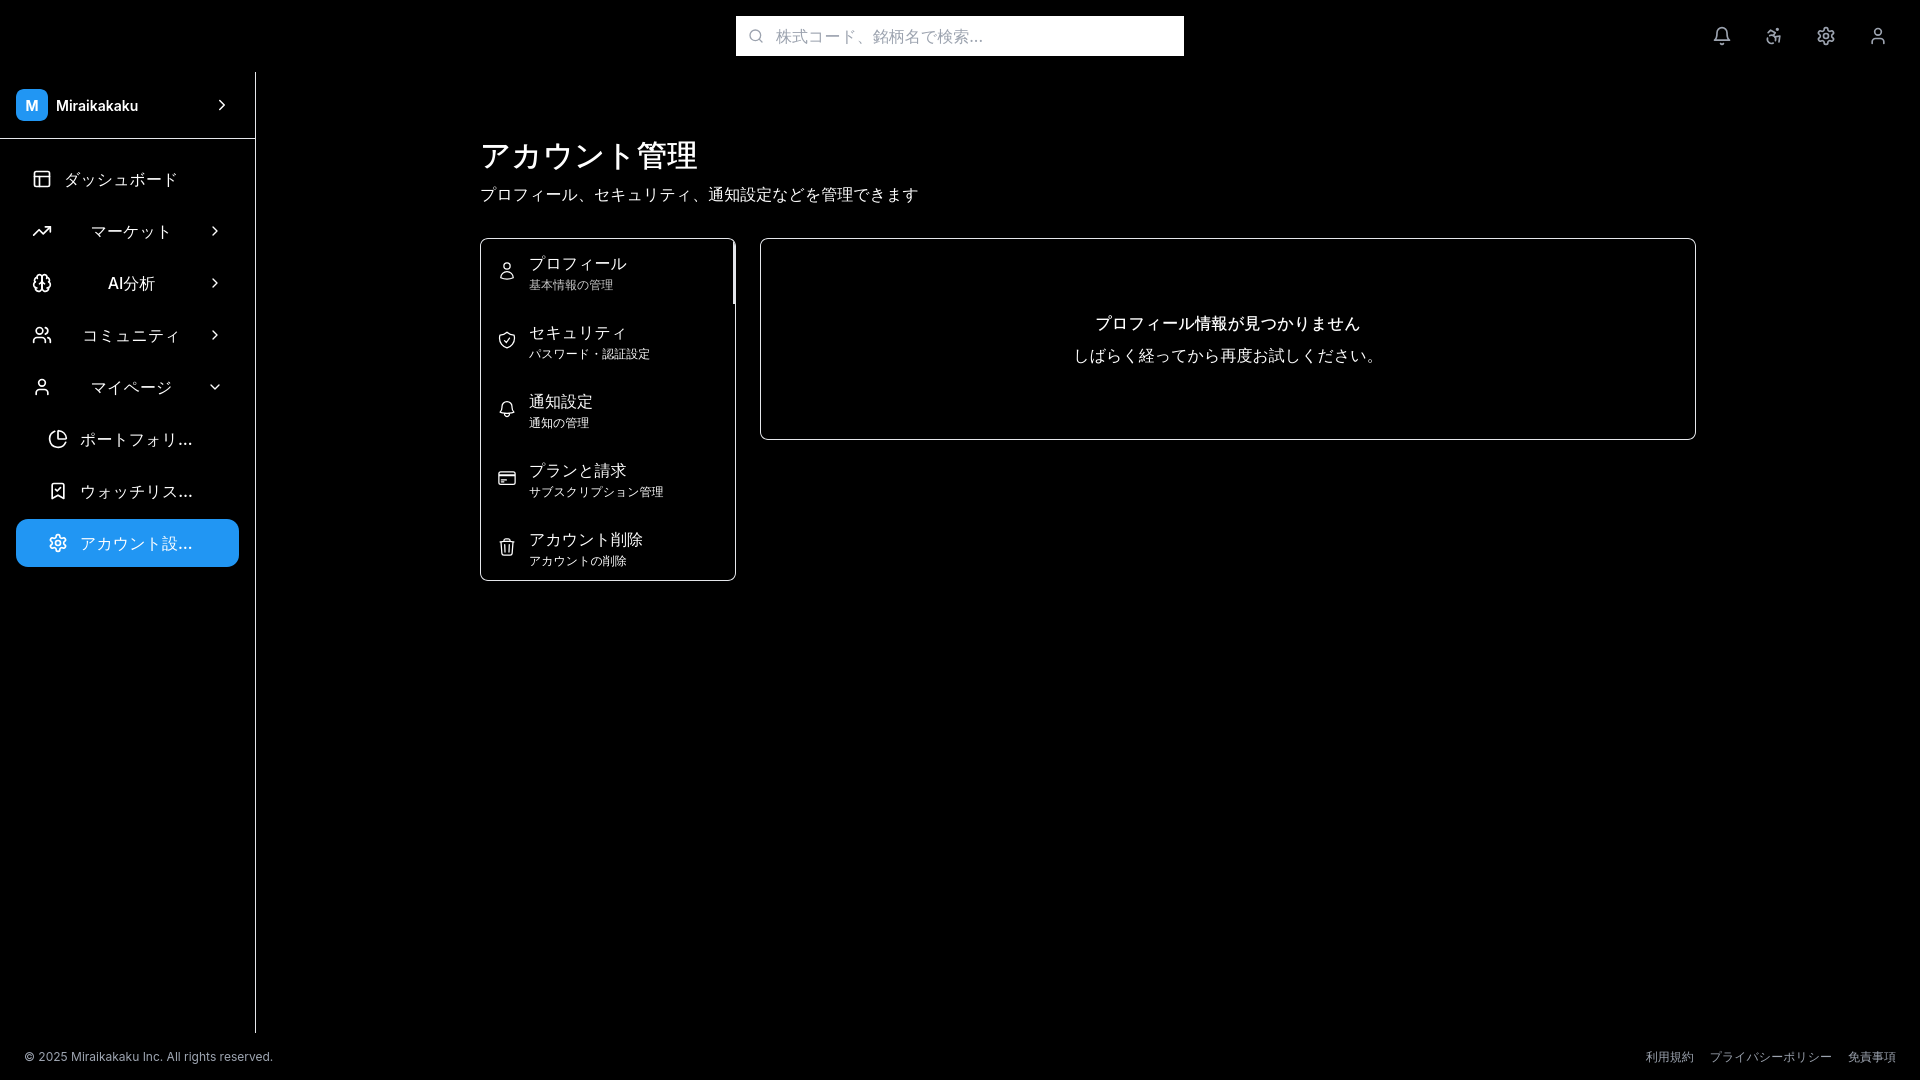 株式コード、銘柄名で検索...
M Miraikakaku
ダッシュボード
マーケット
AI分析
コミュニティ
マイページ
ポートフォリ...
ウォッチリス...
アカウント設...
アカウント管理
プロフィール、セキュリティ、通知設定などを管理できます
プロフィール
基本情報の管理
セキュリティ
パスワード・認証設定
通知設定
通知の管理
プランと請求
サブスクリプション管理
アカウント削除
アカウントの削除
プロフィール情報が見つかりません
しばらく経ってから再度お試しください。
© 2025 Miraikakaku Inc. All rights reserved.
利用規約 プライバシーポリシー 免責事項